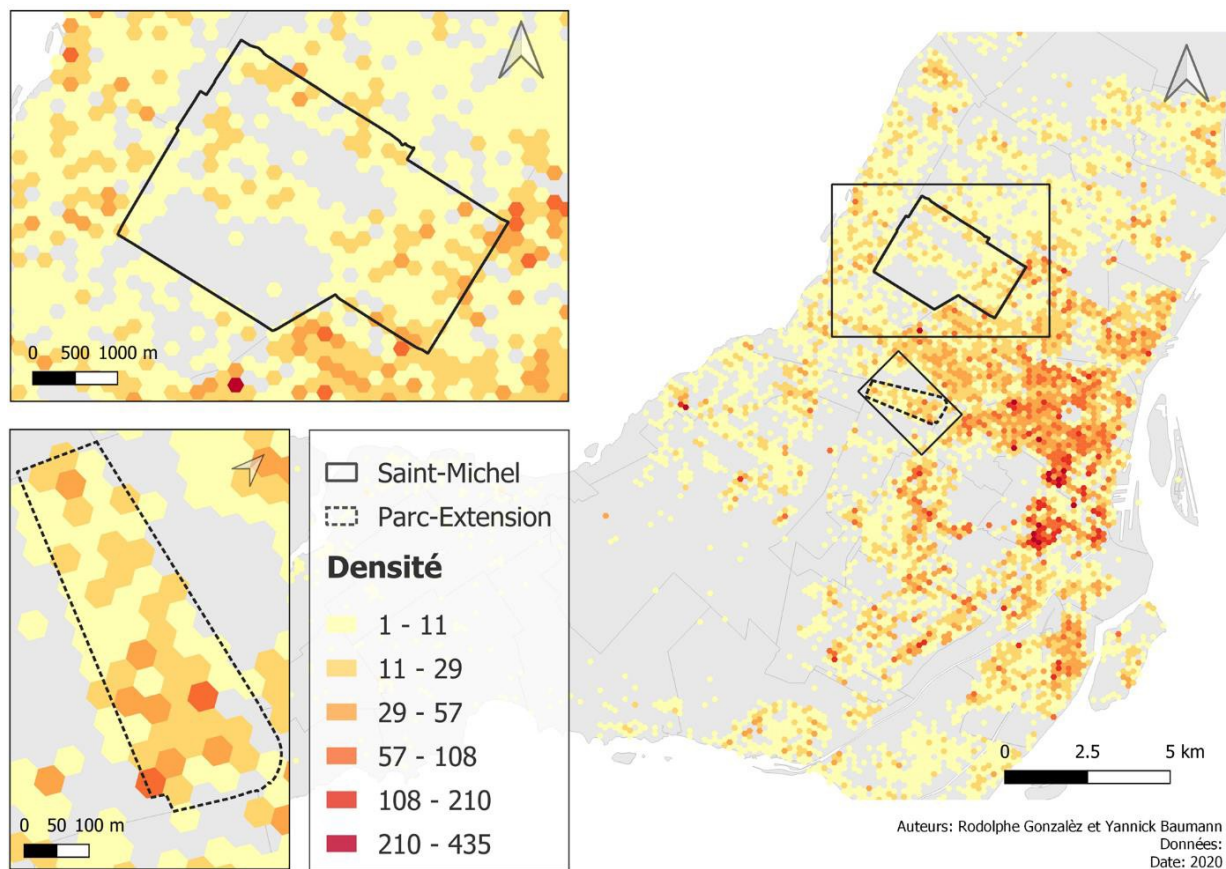 0 500 1000 m
0 50 100 m
Saint-Michel
Parc-Extension
Densité
1 - 11
11 - 29
29 - 57
57 - 108
108 - 210
210 - 435
0 2.5 5 km
Auteurs: Rodolphe Gonzalèz et Yannick Baumann
Données:
Date: 2020